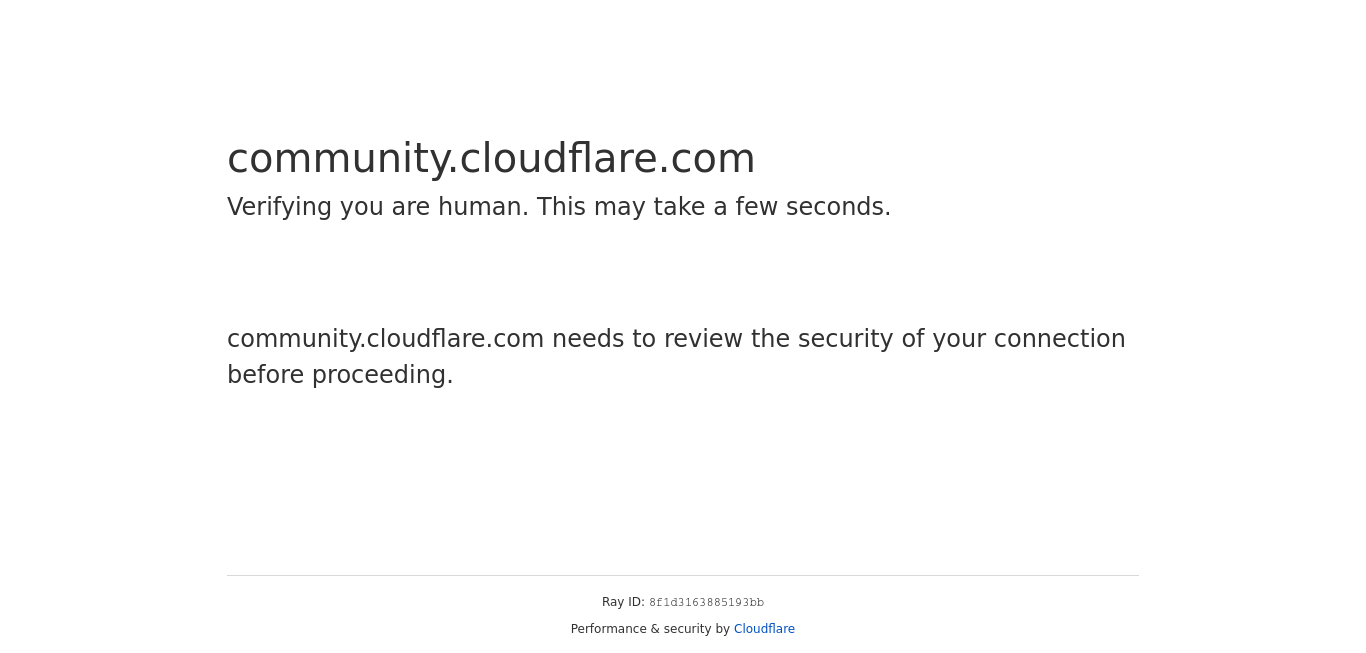 community.cloudflare.com
Verifying you are human. This may take a few seconds.
community.cloudflare.com needs to review the security of your connection
before proceeding.
Ray ID: 8f1d3163885193bb
Performance & security by Cloudflare